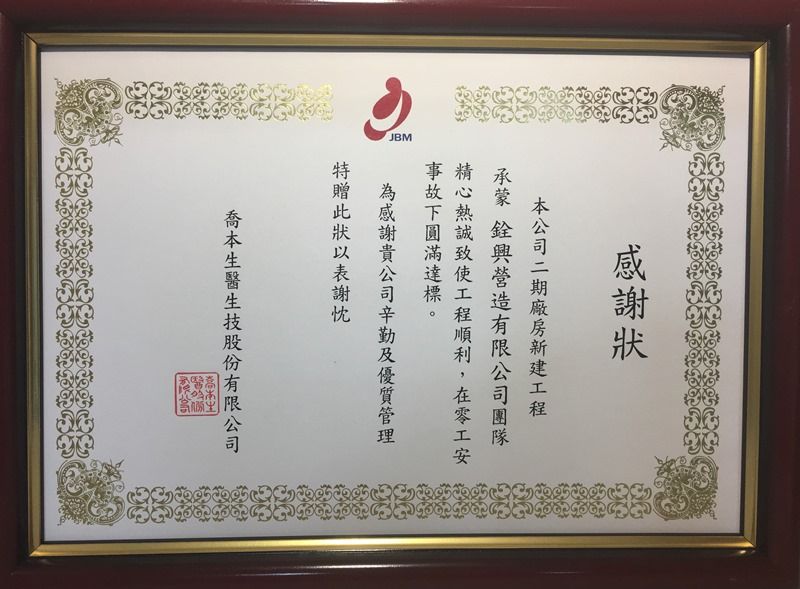 JBM
感謝狀
本公司二期廠房新建工程
承蒙 銓興營造有限公司團隊
精心熱誠致使工程順利，在零工安
事故下圓滿達標。
為感謝貴公司辛勤及優質管理
特贈此狀以表謝忱
喬本生醫生技股份有限公司